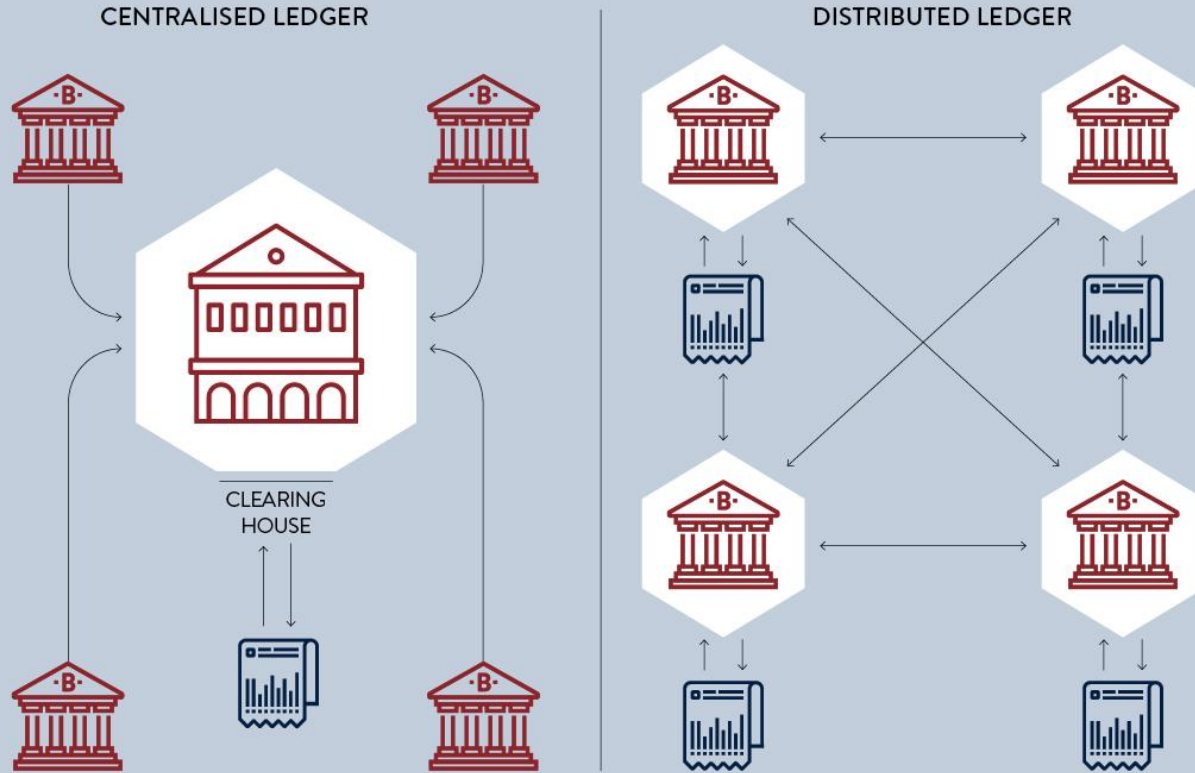 CENTRALISED LEDGER
DISTRIBUTED LEDGER
·B·
·B·
·B·
·B·
CLEARING
HOUSE
·B·
·B·
·B·
·B·